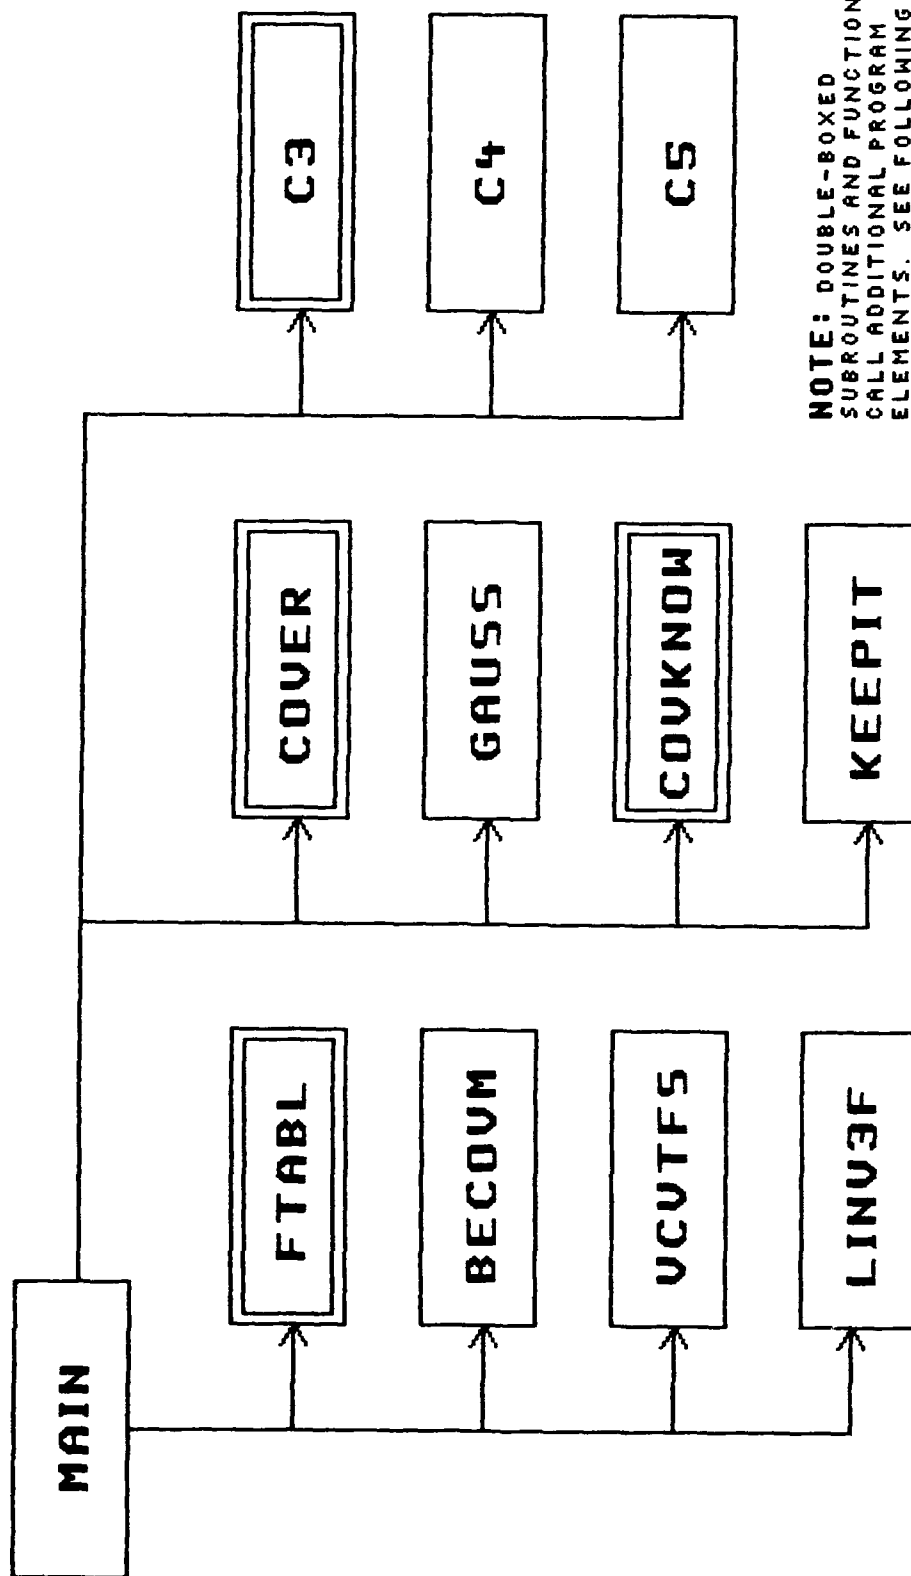 MAIN
FTABL
BECOVM
VCVTFS
LINV3F
COVER
GAUSS
COVKNOW
KEEPIT
C3
C4
C5
NOTE: DOUBLE-BOXED
SUBROUTINES AND FUNCTION
CALL ADDITIONAL PROGRAM
ELEMENTS. SEE FOLLOWING